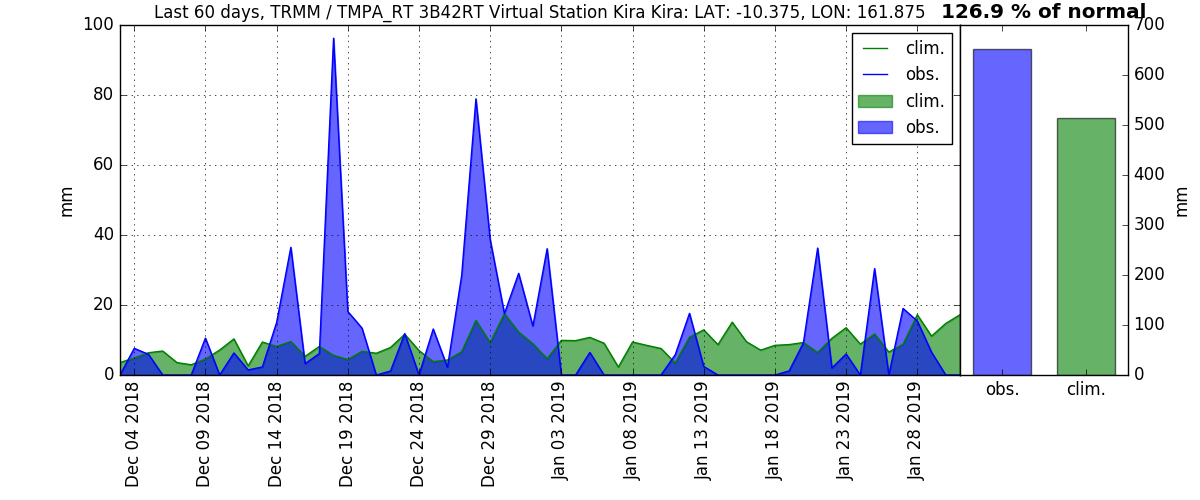 Last 60 days, TRMM / TMPA_RT 3B42RT Virtual Station Kira Kira: LAT: -10.375, LON: 161.875
126.9 % of normal
100
80
60
40
20
0
mm
clim.
obs.
clim.
obs.
Dec 04 2018
Dec 09 2018
Dec 14 2018
Dec 19 2018
Dec 24 2018
Dec 29 2018
Jan 03 2019
Jan 08 2019
Jan 13 2019
Jan 18 2019
Jan 23 2019
Jan 28 2019
700
600
500
400
300
200
100
0
mm
obs.
clim.